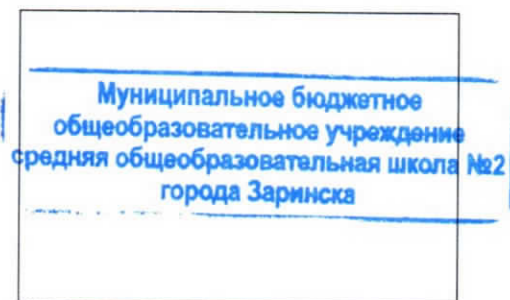 Муниципальное бюджетное
общеобразовательное учреждение
средняя общеобразовательная школа №2
города Заринска